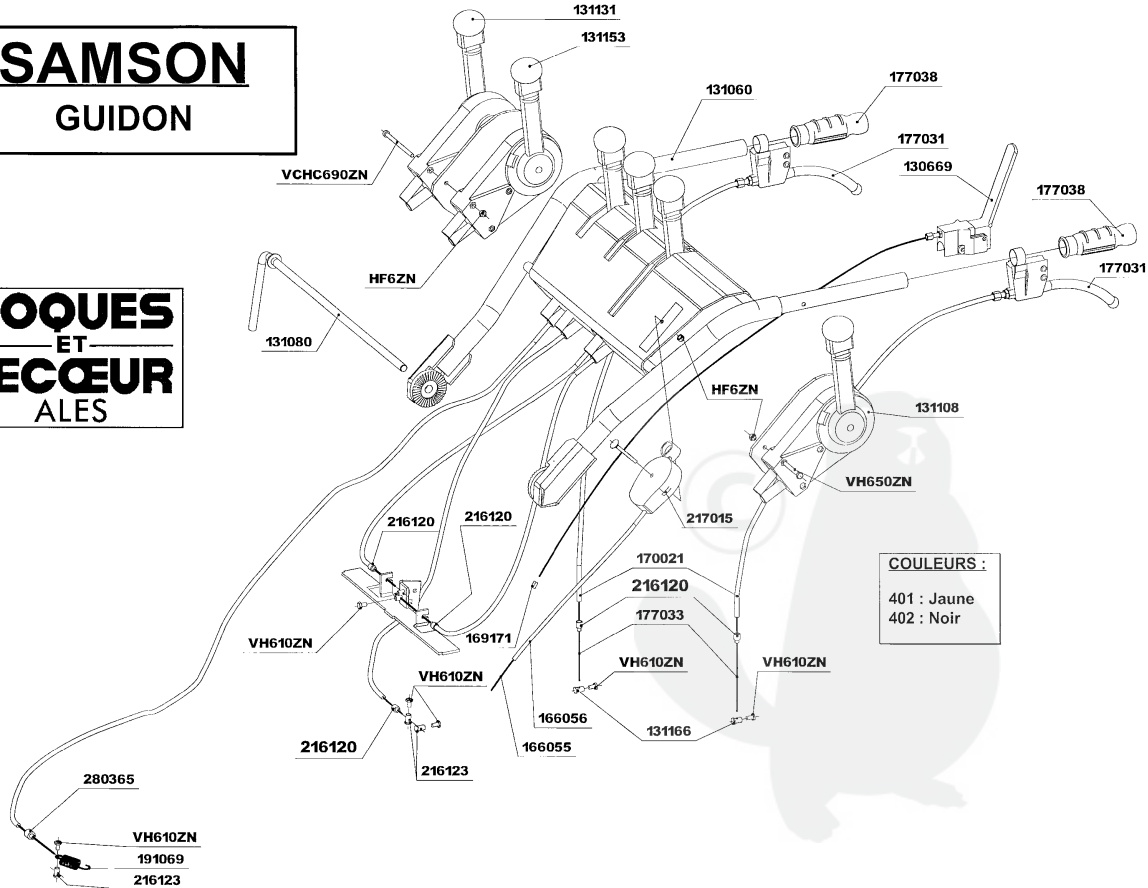 SAMSON
GUIDON
131131
131153
131060
177038
177031
130669
177038
177031
VCHC690ZN
HF6ZN
131080
OQUES
ET
ECŒUR
ALES
HF6ZN
131108
VH650ZN
217015
216120
216120
170021
216120
177033
COULEURS :
401 : Jaune
402 : Noir
VH610ZN
169171
VH610ZN
VH610ZN
VH610ZN
166056
131166
216120
166055
216123
280365
VH610ZN
191069
216123
©